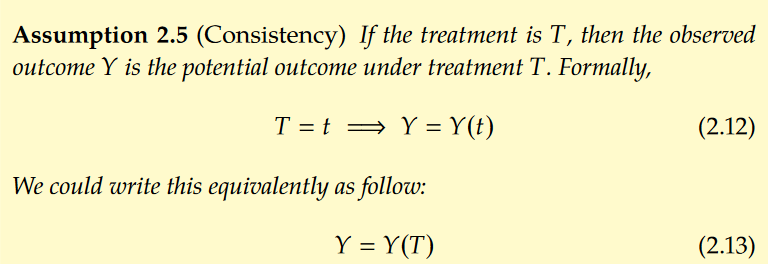 Assumption 2.5 (Consistency) If the treatment is T, then the observed
outcome Y is the potential outcome under treatment T. Formally,
T = t ⟹ Y = Y(t) (2.12)
We could write this equivalently as follow:
Y = Y(T) (2.13)